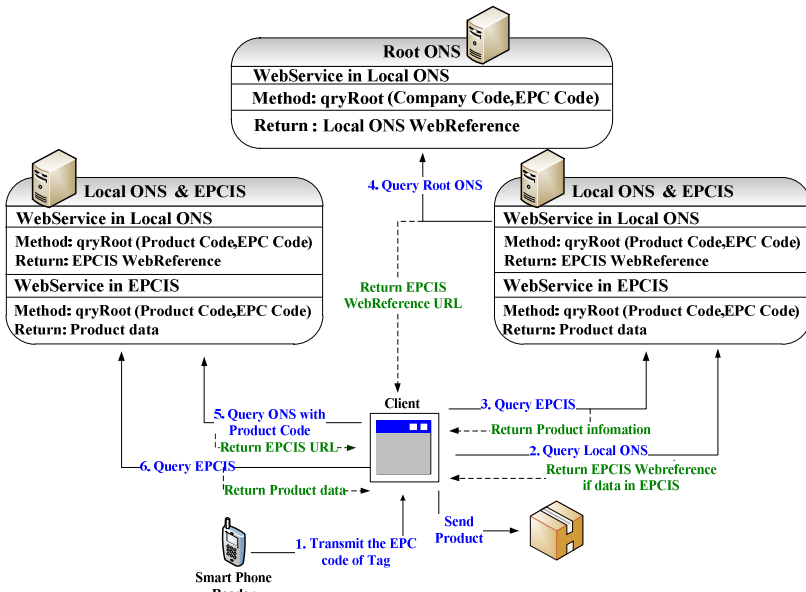 Root ONS
WebService in Local ONS
Method: qryRoot (Company Code,EPC Code)
Return : Local ONS WebReference
4. Query Root ONS
Local ONS & EPCIS
WebService in Local ONS
Method: qryRoot (Product Code,EPC Code)
Return: EPCIS WebReference
WebService in EPCIS
Method: qryRoot (Product Code,EPC Code)
Return: Product data
Local ONS & EPCIS
WebService in Local ONS
Method: qryRoot (Product Code,EPC Code)
Return: EPCIS WebReference
WebService in EPCIS
Method: qryRoot (Product Code,EPC Code)
Return: Product data
Return EPCIS
WebReference URL
Client
5. Query ONS with
Product Code
Return EPCIS URL
6. Query EPCIS
Return Product data
3. Query EPCIS
Return Product infomation
2. Query Local ONS
Return EPCIS Webreference
if data in EPCIS
Send
Product
1. Transmit the EPC
code of Tag
Smart Phone